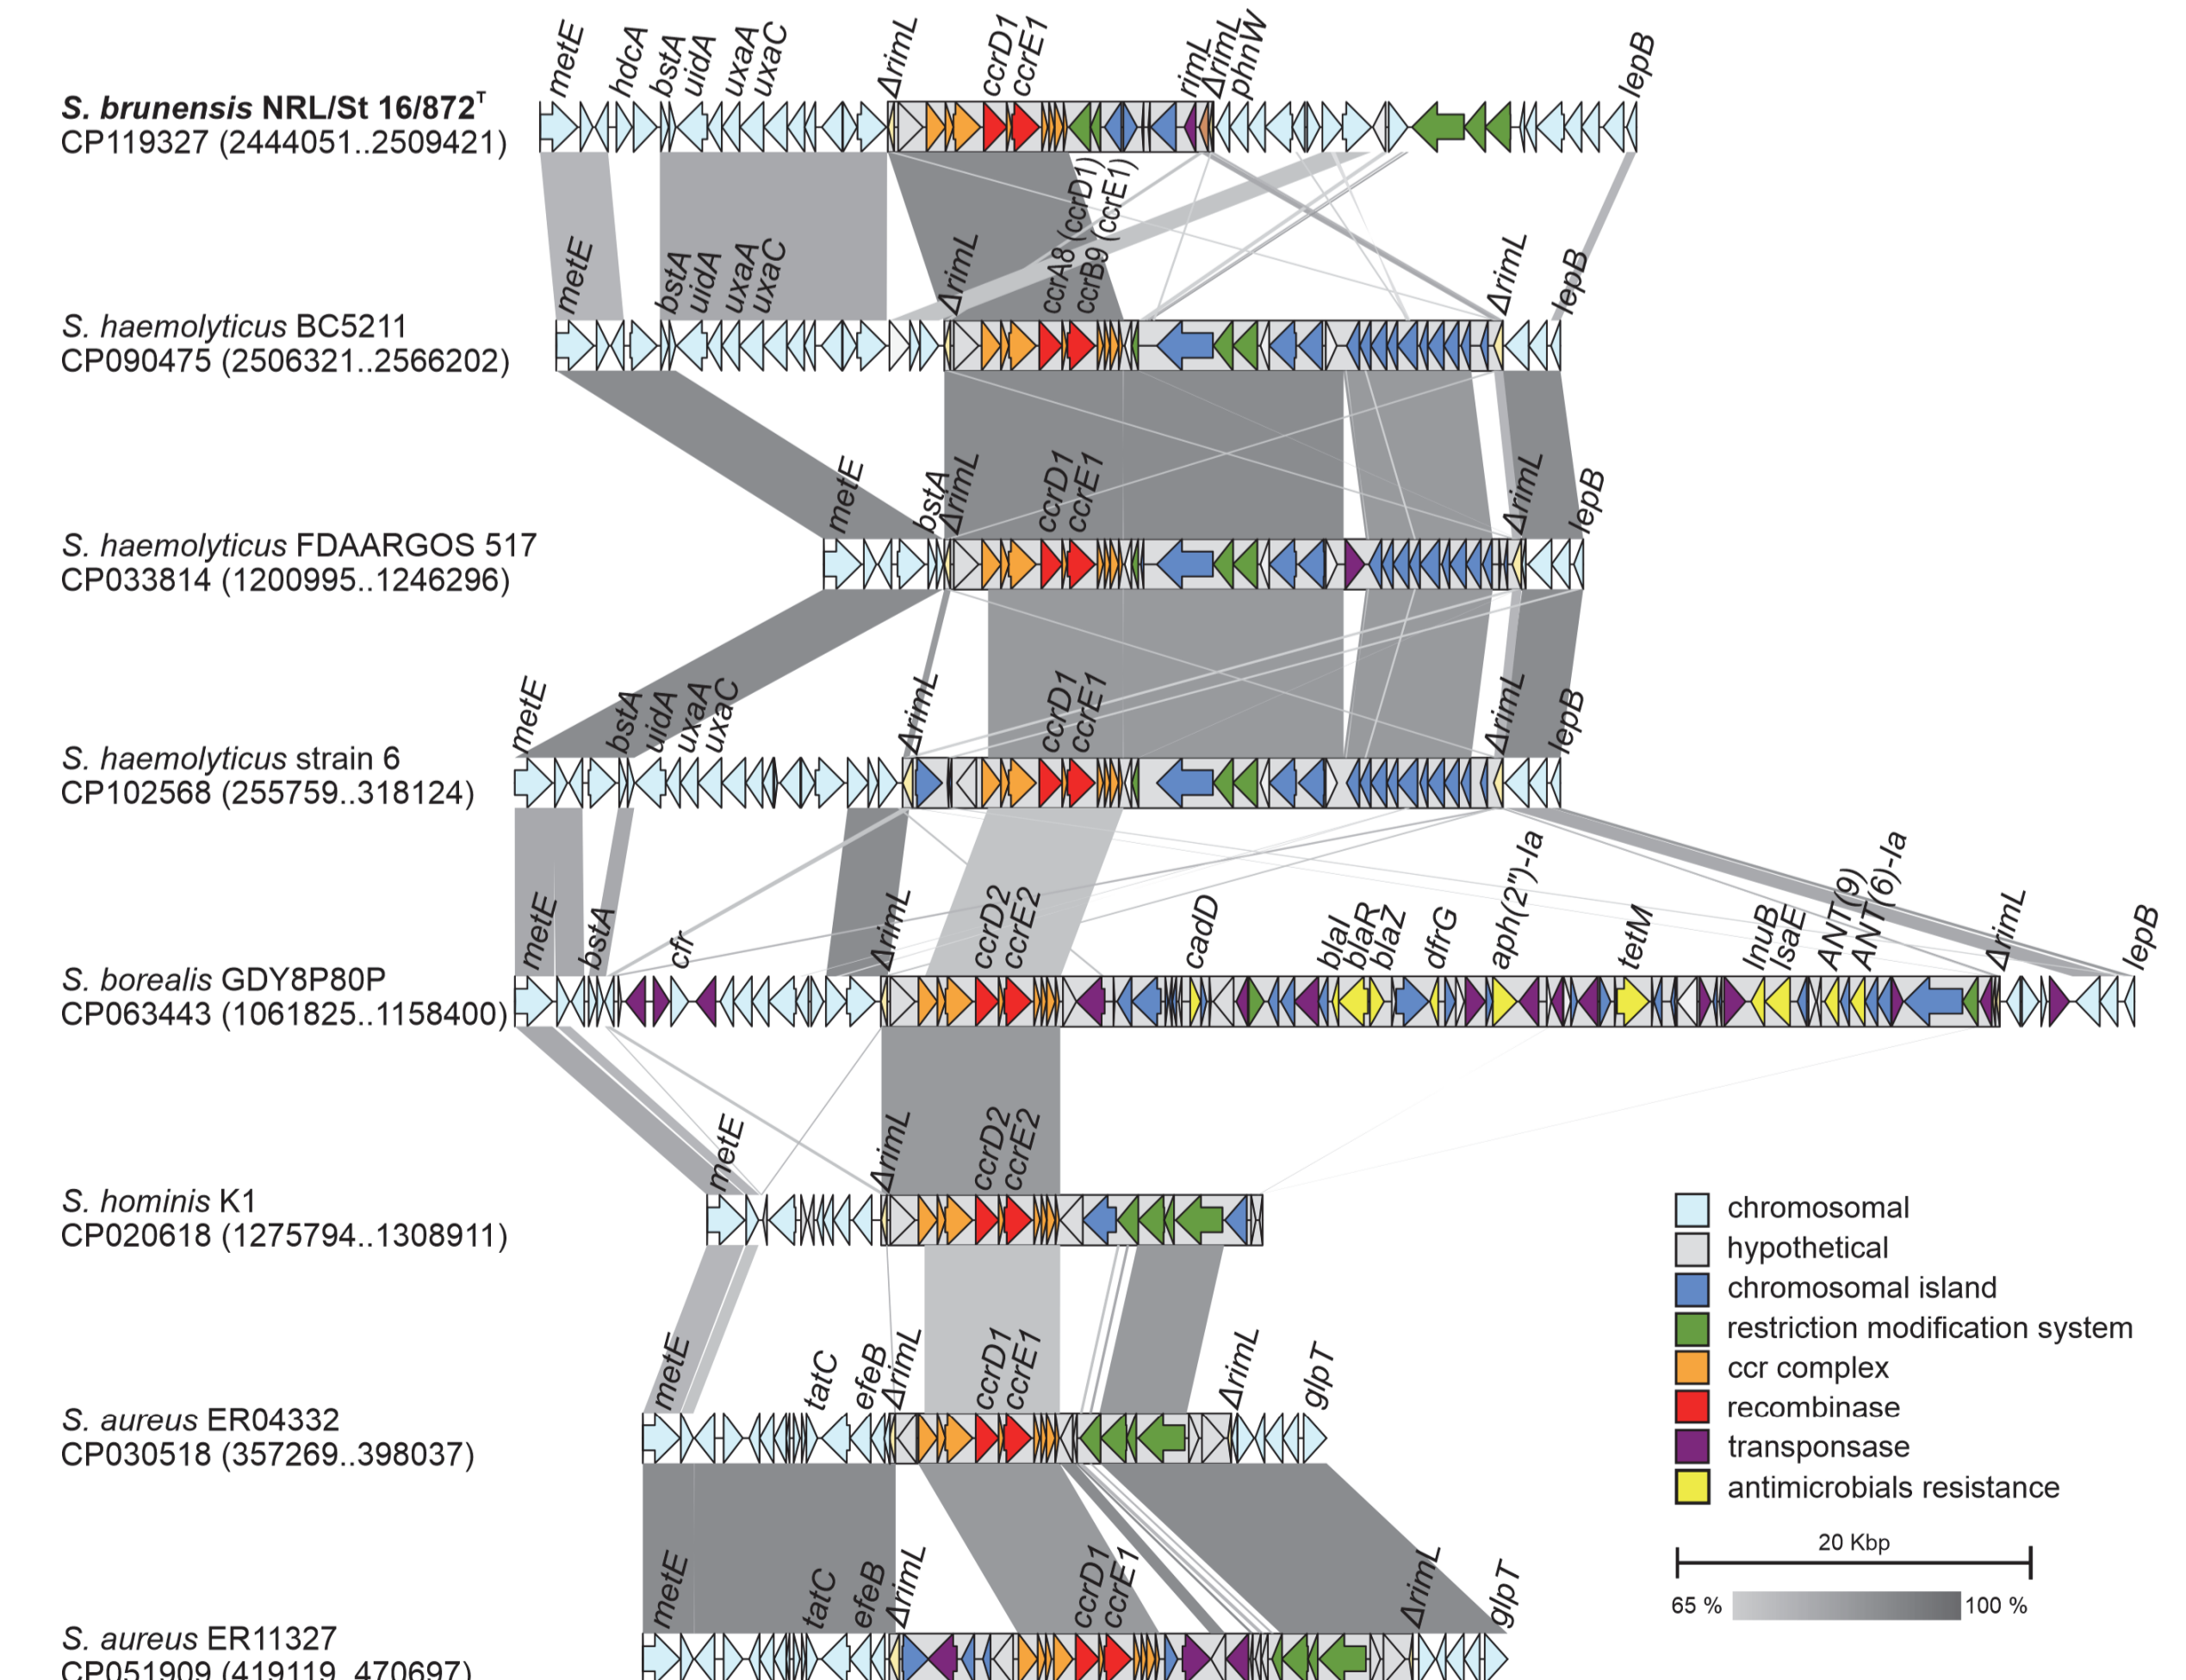 metE hdcA bstA uidA uxaA uxaC ΔrimL ccrD1 ccrE1 rimL ΔrimL phnW lepB
S. brunensis NRL/St 16/872ᵀ
CP119327 (2444051..2509421)
metE bstA uidA uxaA uxaC ΔrimL ccrA8 (ccrD1) ccrB9 (ccrE1) ΔrimL lepB
S. haemolyticus BC5211
CP090475 (2506321..2566202)
metE bstA ΔrimL ccrD1 ccrE1 ΔrimL lepB
S. haemolyticus FDAARGOS 517
CP033814 (1200995..1246296)
metE bstA uidA uxaA uxaC ΔrimL ccrD1 ccrE1 ΔrimL lepB
S. haemolyticus strain 6
CP102568 (255759..318124)
metE bstA cfr ΔrimL ccrD2 ccrE2 cadD blaI blaR blaZ dfrG aph(2")-Ia tetM lnuB lsaE ANT(9) ANT(6)-Ia ΔrimL lepB
S. borealis GDY8P80P
CP063443 (1061825..1158400)
metE ΔrimL ccrD2 ccrE2
S. hominis K1
CP020618 (1275794..1308911)
metE tatC efeB ΔrimL ccrD1 ccrE1 ΔrimL glpT
S. aureus ER04332
CP030518 (357269..398037)
metE tatC efeB ΔrimL ccrD1 ccrE1 ΔrimL glpT
S. aureus ER11327
CP051909 (419119..470697)
chromosomal
hypothetical
chromosomal island
restriction modification system
ccr complex
recombinase
transponsase
antimicrobials resistance
20 Kbp
65 % 100 %